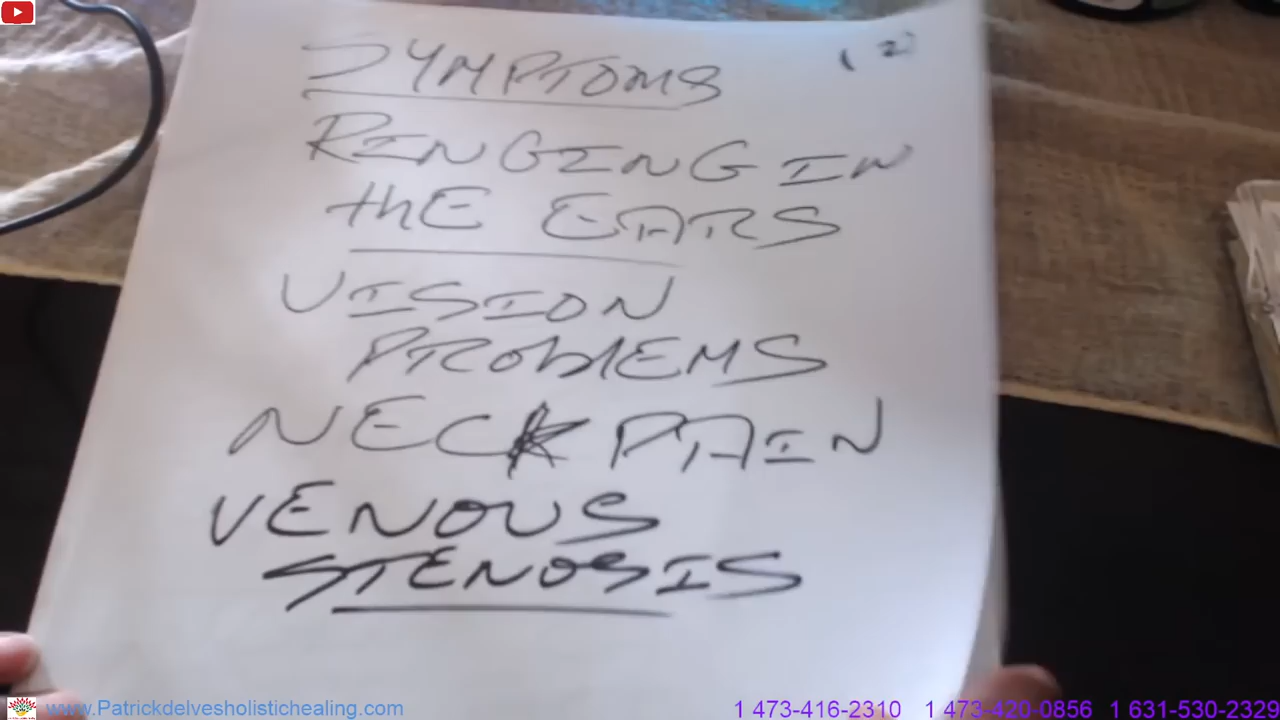 SYMPTOMS (2)
RINGING IN
thE EARS
VISION
PROblEMS
NECK PAIN
VENOUS
STENOSIS
www.Patrickdelvesholistichealing.com 1 473-416-2310 1 473-420-0856 1 631-530-2329